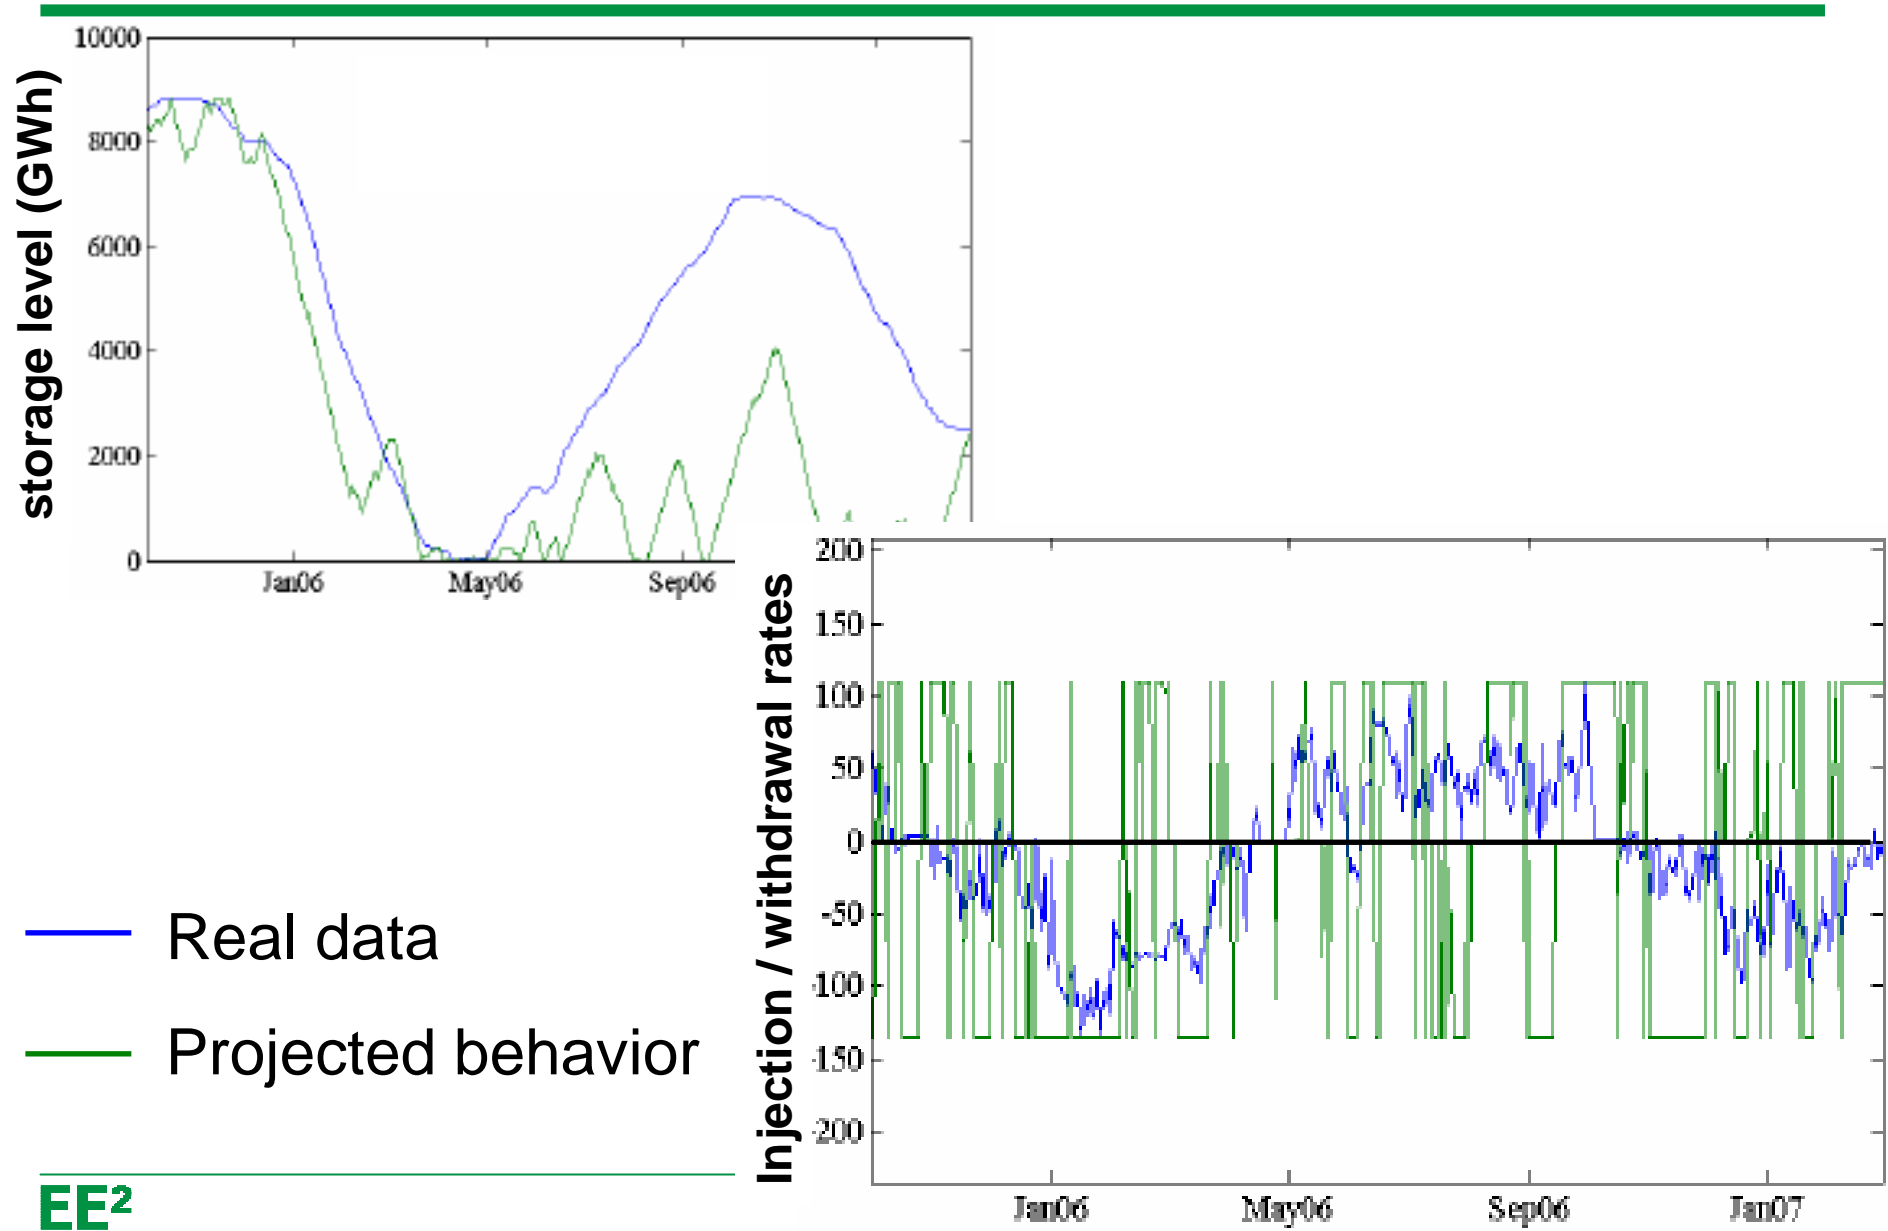 storage level (GWh)
10000
8000
6000
4000
2000
0
Jan06 May06 Sep06
Injection / withdrawal rates
200
150
100
50
0
-50
-100
-150
-200
Jan06 May06 Sep06 Jan07
Real data
Projected behavior
EE²